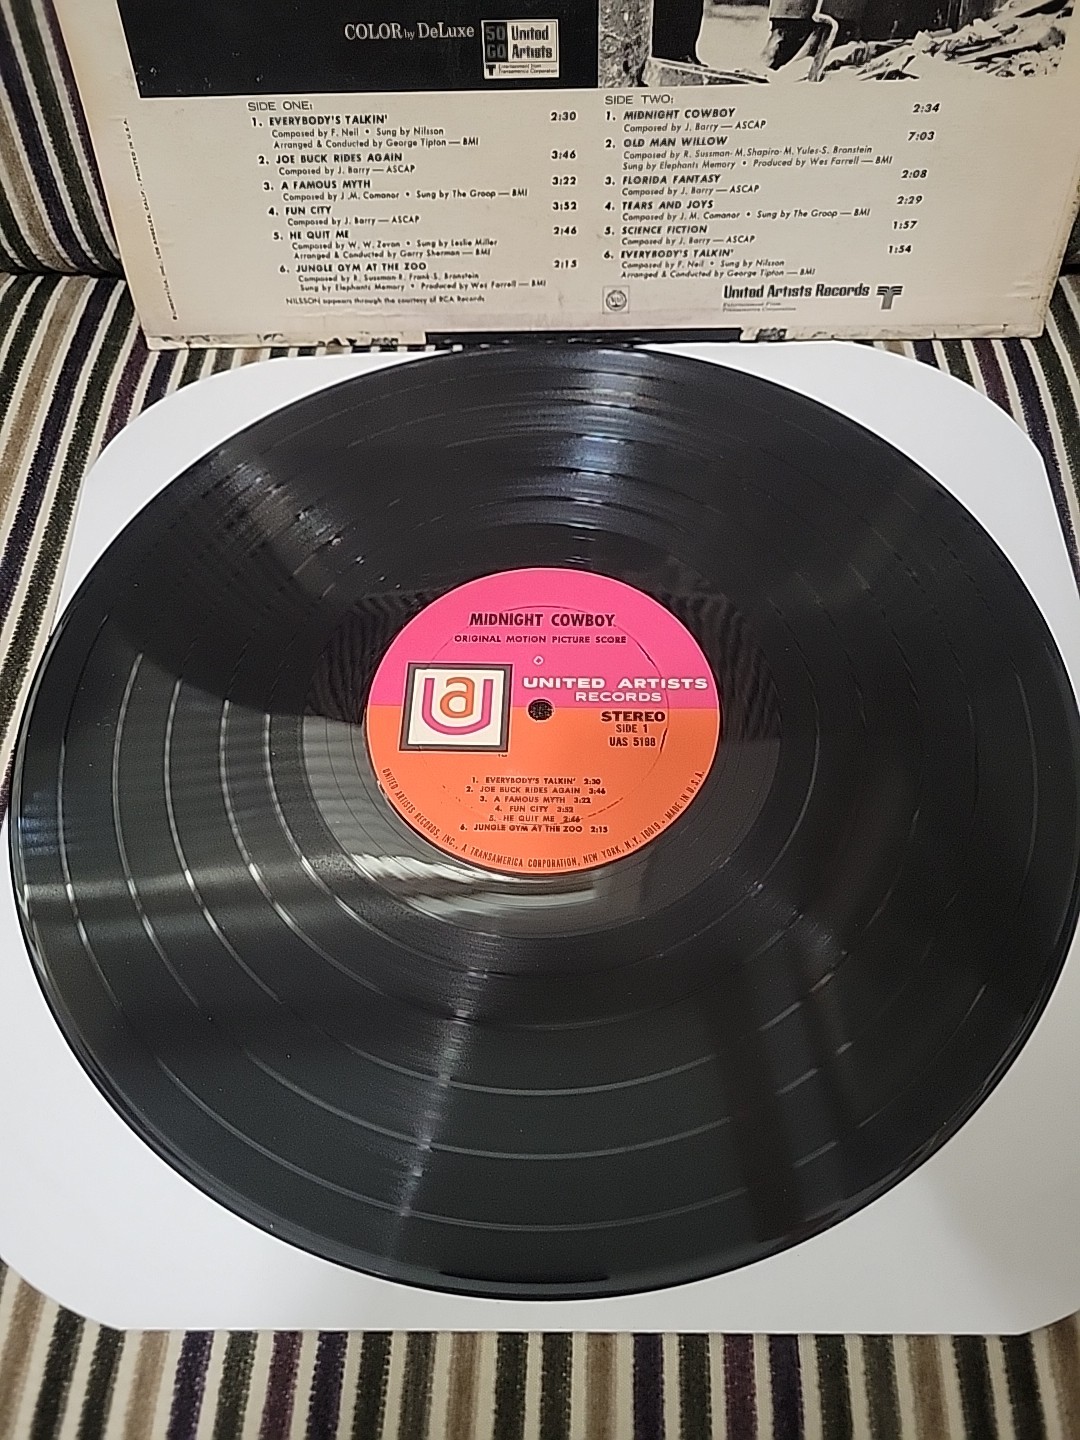 COLOR by DeLuxe
50 GO United Artists
T Entertainment from Transamerica Corporation
SIDE ONE:
1. EVERYBODY'S TALKIN' 2:30
Composed by F. Neil • Sung by Nilsson
Arranged & Conducted by George Tipton — BMI
2. JOE BUCK RIDES AGAIN 3:46
Composed by J. Barry — ASCAP
3. A FAMOUS MYTH 3:22
Composed by J.M. Comanor • Sung by The Groop — BMI
4. FUN CITY 3:52
Composed by J. Barry — ASCAP
5. HE QUIT ME 2:46
Composed by W. W. Zevon • Sung by Leslie Miller
Arranged & Conducted by Garry Sherman — BMI
6. JUNGLE GYM AT THE ZOO 2:15
Composed by R. Sussman-R. Frank-S. Bronstein
Sung by Elephants Memory • Produced by Wes Farrell — BMI
NILSSON appears through the courtesy of RCA Records
SIDE TWO:
1. MIDNIGHT COWBOY 2:34
Composed by J. Barry — ASCAP
2. OLD MAN WILLOW 7:03
Composed by R. Sussman-M. Shapiro-M. Yules-S. Bronstein
Sung by Elephants Memory • Produced by Wes Farrell — BMI
3. FLORIDA FANTASY 2:08
Composed by J. Barry — ASCAP
4. TEARS AND JOYS 2:29
Composed by J. M. Comanor • Sung by The Groop — BMI
5. SCIENCE FICTION 1:57
Composed by J. Barry — ASCAP
6. EVERYBODY'S TALKIN' 1:54
Composed by F. Neil • Sung by Nilsson
Arranged & Conducted by George Tipton — BMI
United Artists Records
Entertainment From
Transamerica Corporation
MIDNIGHT COWBOY
ORIGINAL MOTION PICTURE SCORE
ua
UNITED ARTISTS
RECORDS
STEREO
SIDE 1
UAS 5198
1. EVERYBODY'S TALKIN' 2:30
2. JOE BUCK RIDES AGAIN 3:46
3. A FAMOUS MYTH 3:22
4. FUN CITY 3:52
5. HE QUIT ME 2:46
6. JUNGLE GYM AT THE ZOO 2:15
UNITED ARTISTS RECORDS, INC., A TRANSAMERICA CORPORATION, NEW YORK, N.Y. 10019 • MADE IN U.S.A.